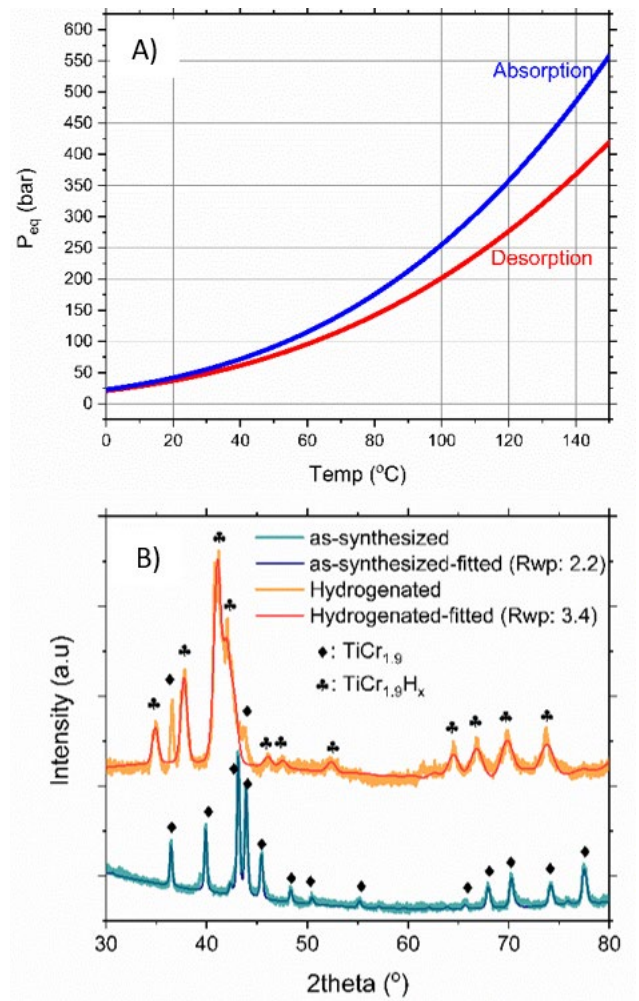 A)
600
550
500
450
400
350
300
250
200
150
100
50
0
P_eq (bar)
Absorption
Desorption
0 20 40 60 80 100 120 140
Temp (°C)
B)
as-synthesized
as-synthesized-fitted (Rwp: 2.2)
Hydrogenated
Hydrogenated-fitted (Rwp: 3.4)
♦: TiCr1.9
♣: TiCr1.9Hx
Intensity (a.u)
30 40 50 60 70 80
2theta (°)